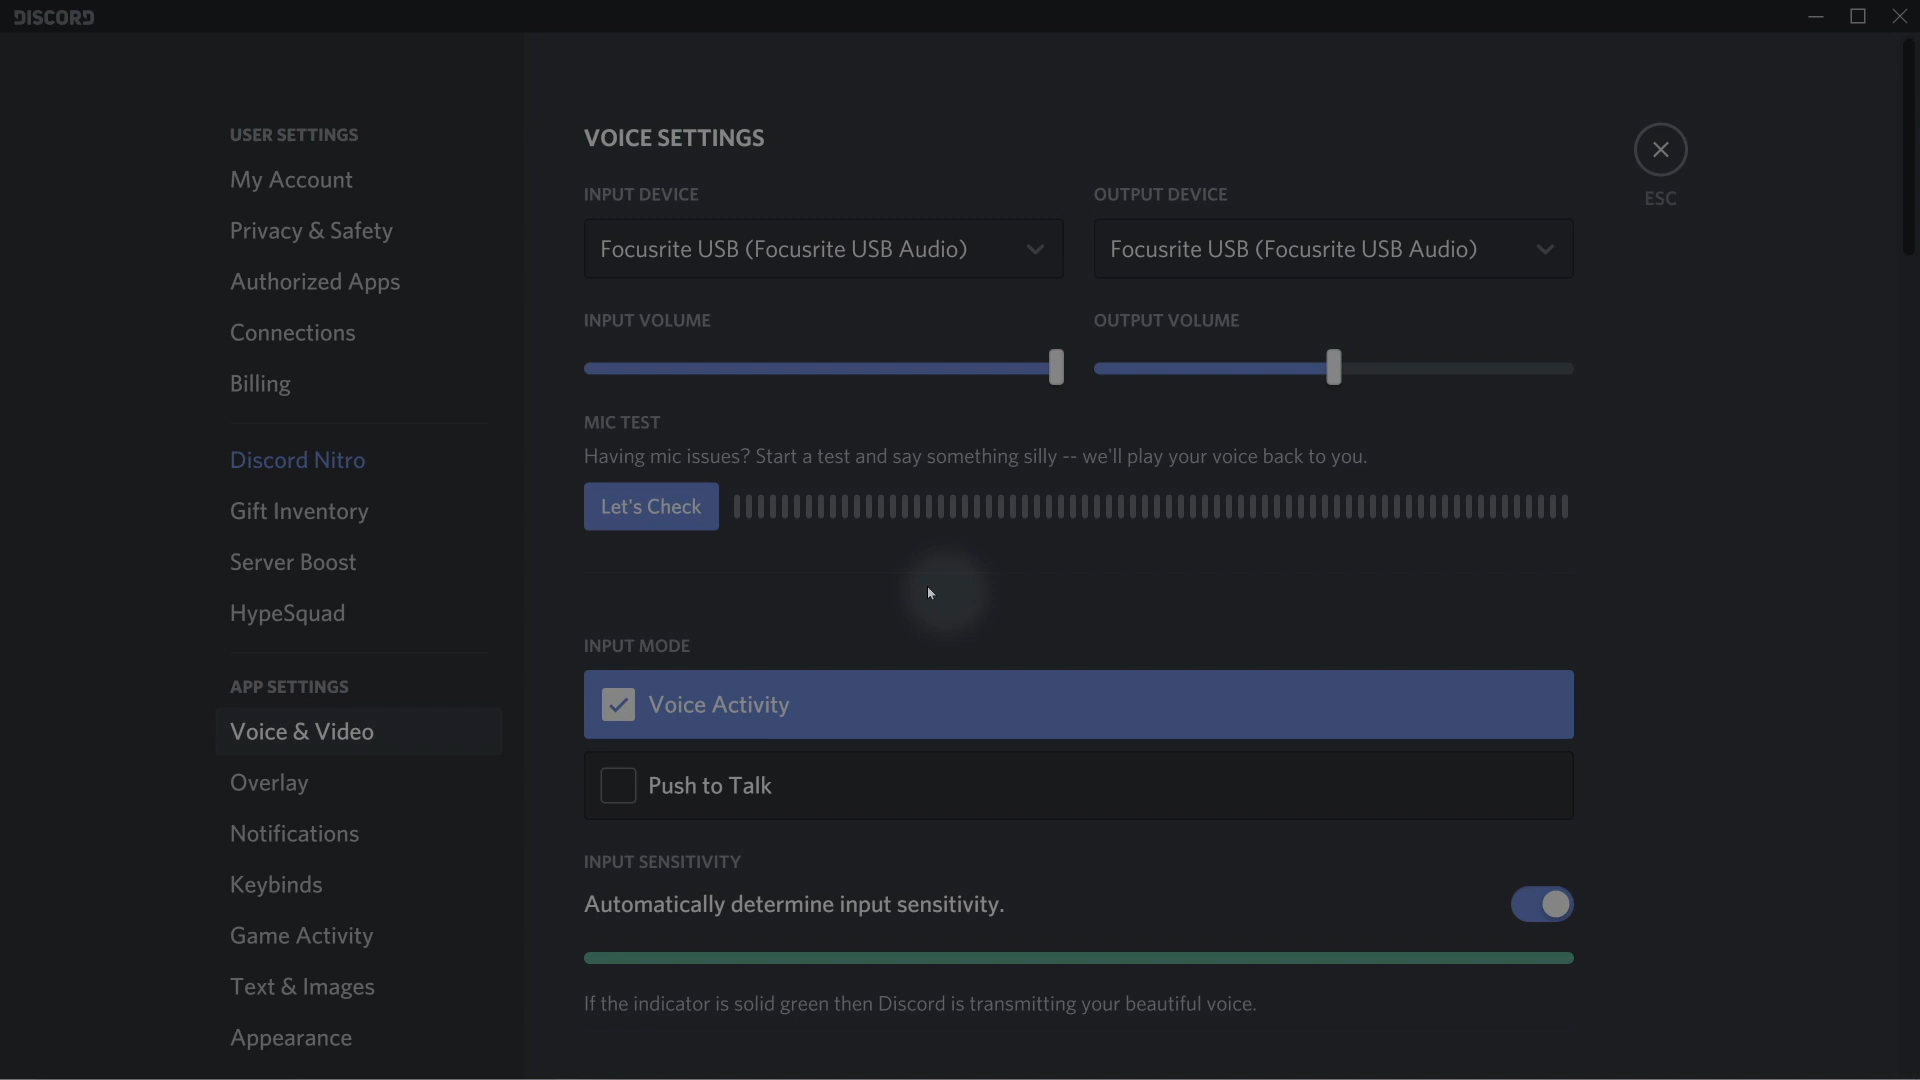 DISCORD
USER SETTINGS
My Account
Privacy & Safety
Authorized Apps
Connections
Billing
Discord Nitro
Gift Inventory
Server Boost
HypeSquad
APP SETTINGS
Voice & Video
Overlay
Notifications
Keybinds
Game Activity
Text & Images
Appearance
VOICE SETTINGS
INPUT DEVICE
Focusrite USB (Focusrite USB Audio)
OUTPUT DEVICE
Focusrite USB (Focusrite USB Audio)
INPUT VOLUME
OUTPUT VOLUME
MIC TEST
Having mic issues? Start a test and say something silly -- we'll play your voice back to you.
Let's Check
INPUT MODE
Voice Activity
Push to Talk
INPUT SENSITIVITY
Automatically determine input sensitivity.
If the indicator is solid green then Discord is transmitting your beautiful voice.
ESC